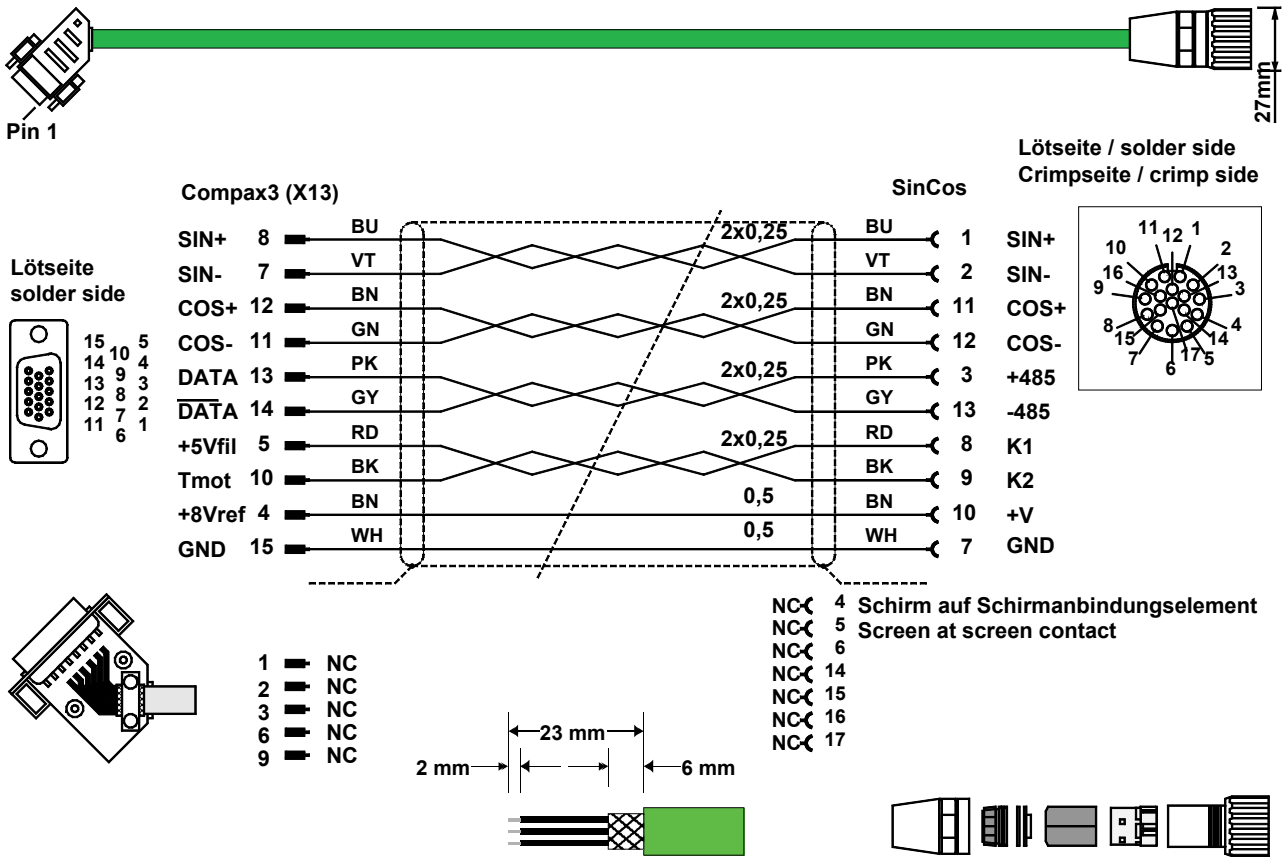 27mm
Pin 1
Lötseite / solder side
Crimpseite / crimp side
Compax3 (X13)
SinCos
Lötseite
solder side
15 10 5
14 9 4
13 8 3
12 7 2
11 6 1
SIN+ 8 BU 2x0,25 BU 1 SIN+
SIN- 7 VT VT 2 SIN-
COS+ 12 BN 2x0,25 BN 11 COS+
COS- 11 GN GN 12 COS-
DATA 13 PK 2x0,25 PK 3 +485
D̅A̅T̅A̅ 14 GY GY 13 -485
+5Vfil 5 RD 2x0,25 RD 8 K1
Tmot 10 BK BK 9 K2
+8Vref 4 BN 0,5 BN 10 +V
GND 15 WH 0,5 WH 7 GND
11 12 1
10 2
16 13
9 3
8 4
15 14
7 17 5
6
NC 4 Schirm auf Schirmanbindungselement
NC 5 Screen at screen contact
NC 6
NC 14
NC 15
NC 16
NC 17
1 NC
2 NC
3 NC
6 NC
9 NC
23 mm
2 mm 6 mm